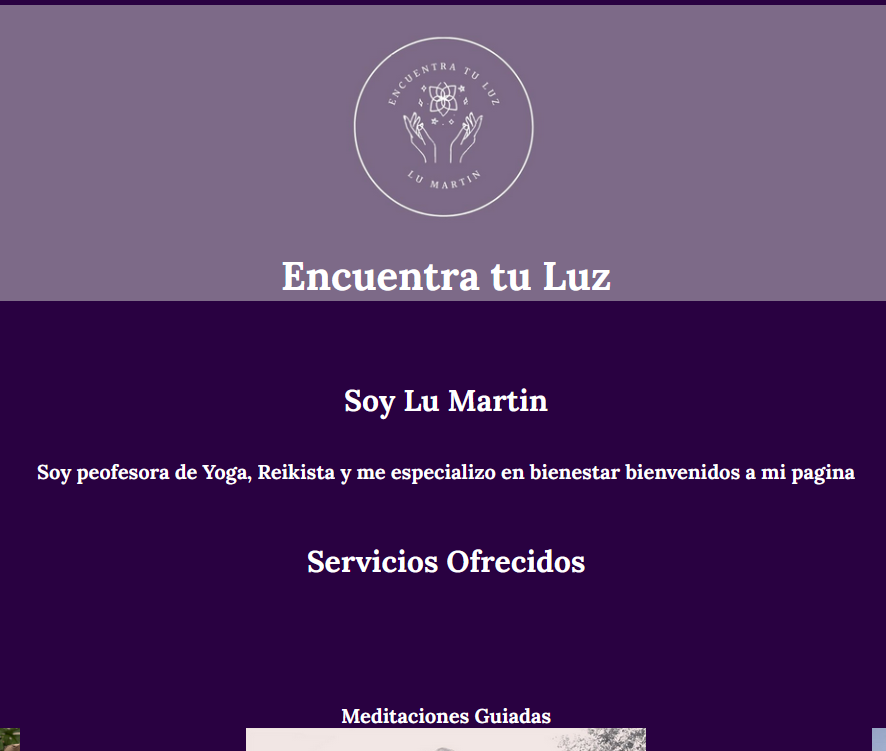 ENCUENTRA TU LUZ
LU MARTIN
Encuentra tu Luz
Soy Lu Martin
Soy peofesora de Yoga, Reikista y me especializo en bienestar bienvenidos a mi pagina
Servicios Ofrecidos
Meditaciones Guiadas